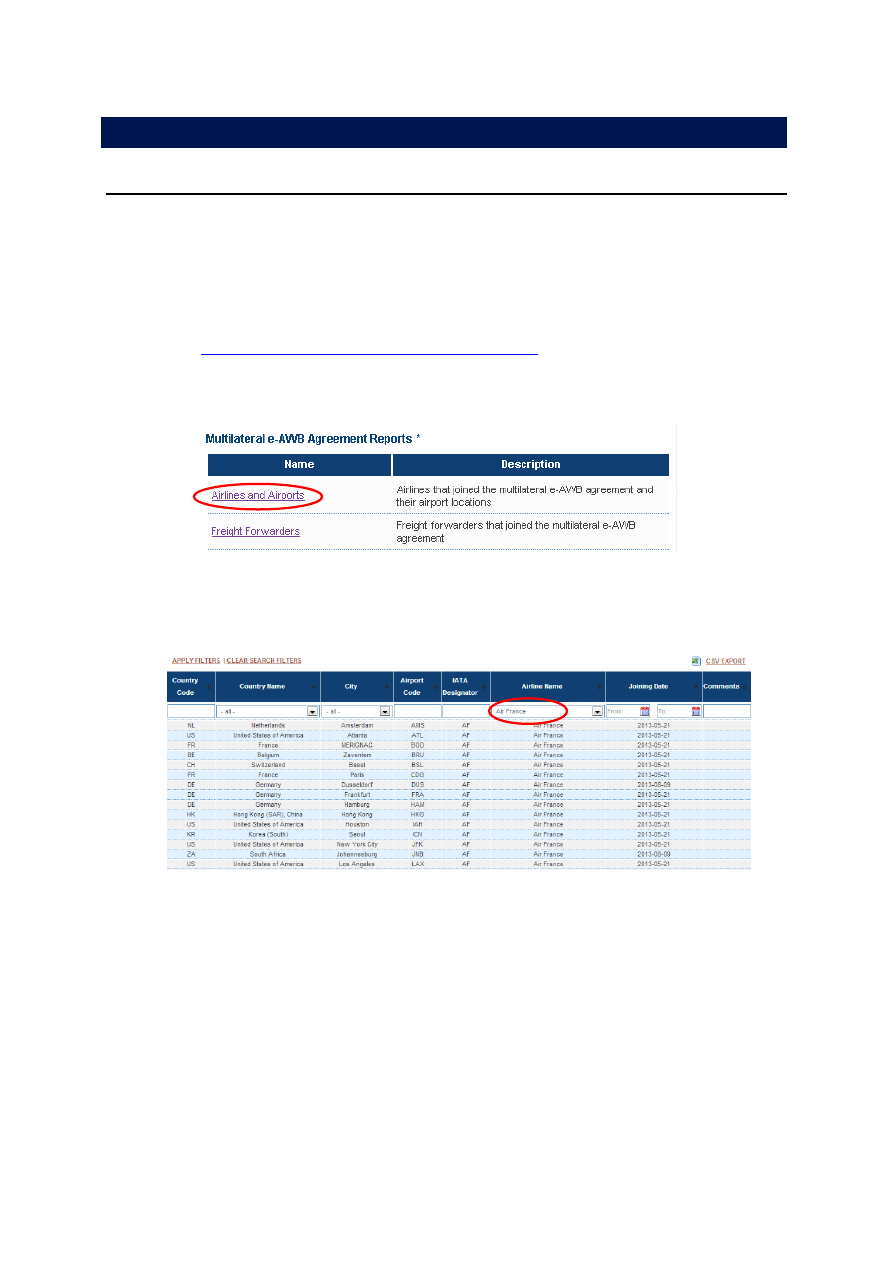 Multilateral e-AWB Agreement Reports *
Name Description
Airlines and Airports Airlines that joined the multilateral e-AWB agreement and
their airport locations
Freight Forwarders Freight forwarders that joined the multilateral e-AWB
agreement
APPLY FILTERS | CLEAR SEARCH FILTERS CSV EXPORT
Country Code Country Name City Airport Code IATA Designator Airline Name Joining Date Comments
- all - - all - Air France From To
NL Netherlands Amsterdam AMS AF Air France 2013-05-21
US United States of America Atlanta ATL AF Air France 2013-05-21
FR France MERIGNAC BOD AF Air France 2013-05-21
BE Belgium Zaventem BRU AF Air France 2013-05-21
CH Switzerland Basel BSL AF Air France 2013-05-21
FR France Paris CDG AF Air France 2013-05-21
DE Germany Dusseldorf DUS AF Air France 2013-08-09
DE Germany Frankfurt FRA AF Air France 2013-05-21
DE Germany Hamburg HAM AF Air France 2013-05-21
HK Hong Kong (SAR), China Hong Kong HKG AF Air France 2013-05-21
US United States of America Houston IAH AF Air France 2013-05-21
KR Korea (South) Seoul ICN AF Air France 2013-05-21
US United States of America New York City JFK AF Air France 2013-05-21
ZA South Africa Johannesburg JNB AF Air France 2013-08-09
US United States of America Los Angeles LAX AF Air France 2013-05-21